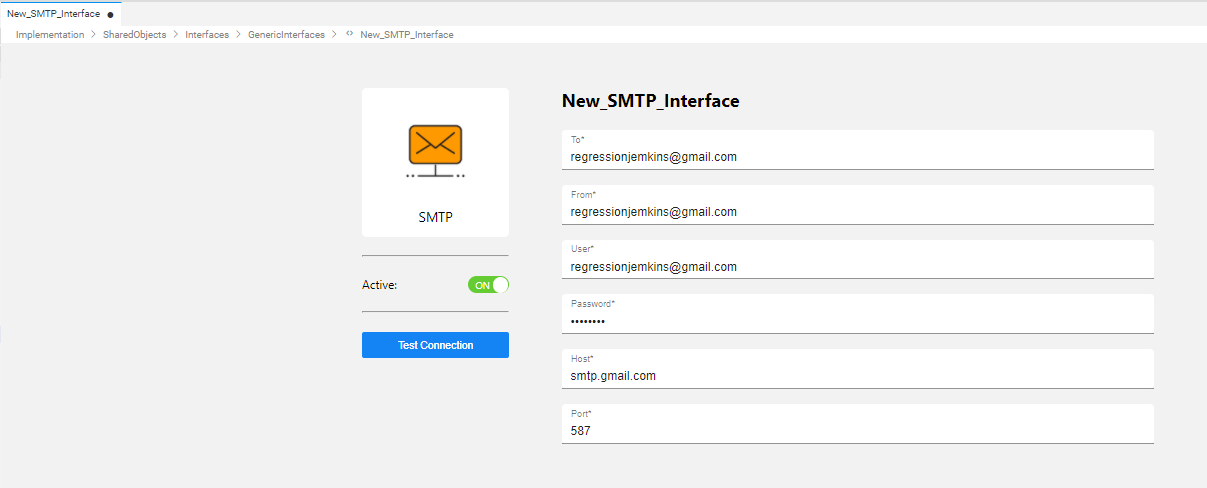 New_SMTP_Interface ●
Implementation > SharedObjects > Interfaces > GenericInterfaces > <> New_SMTP_Interface
New_SMTP_Interface
SMTP
Active: ON
Test Connection
To*
regressionjemkins@gmail.com
From*
regressionjemkins@gmail.com
User*
regressionjemkins@gmail.com
Password*
••••••••
Host*
smtp.gmail.com
Port*
587